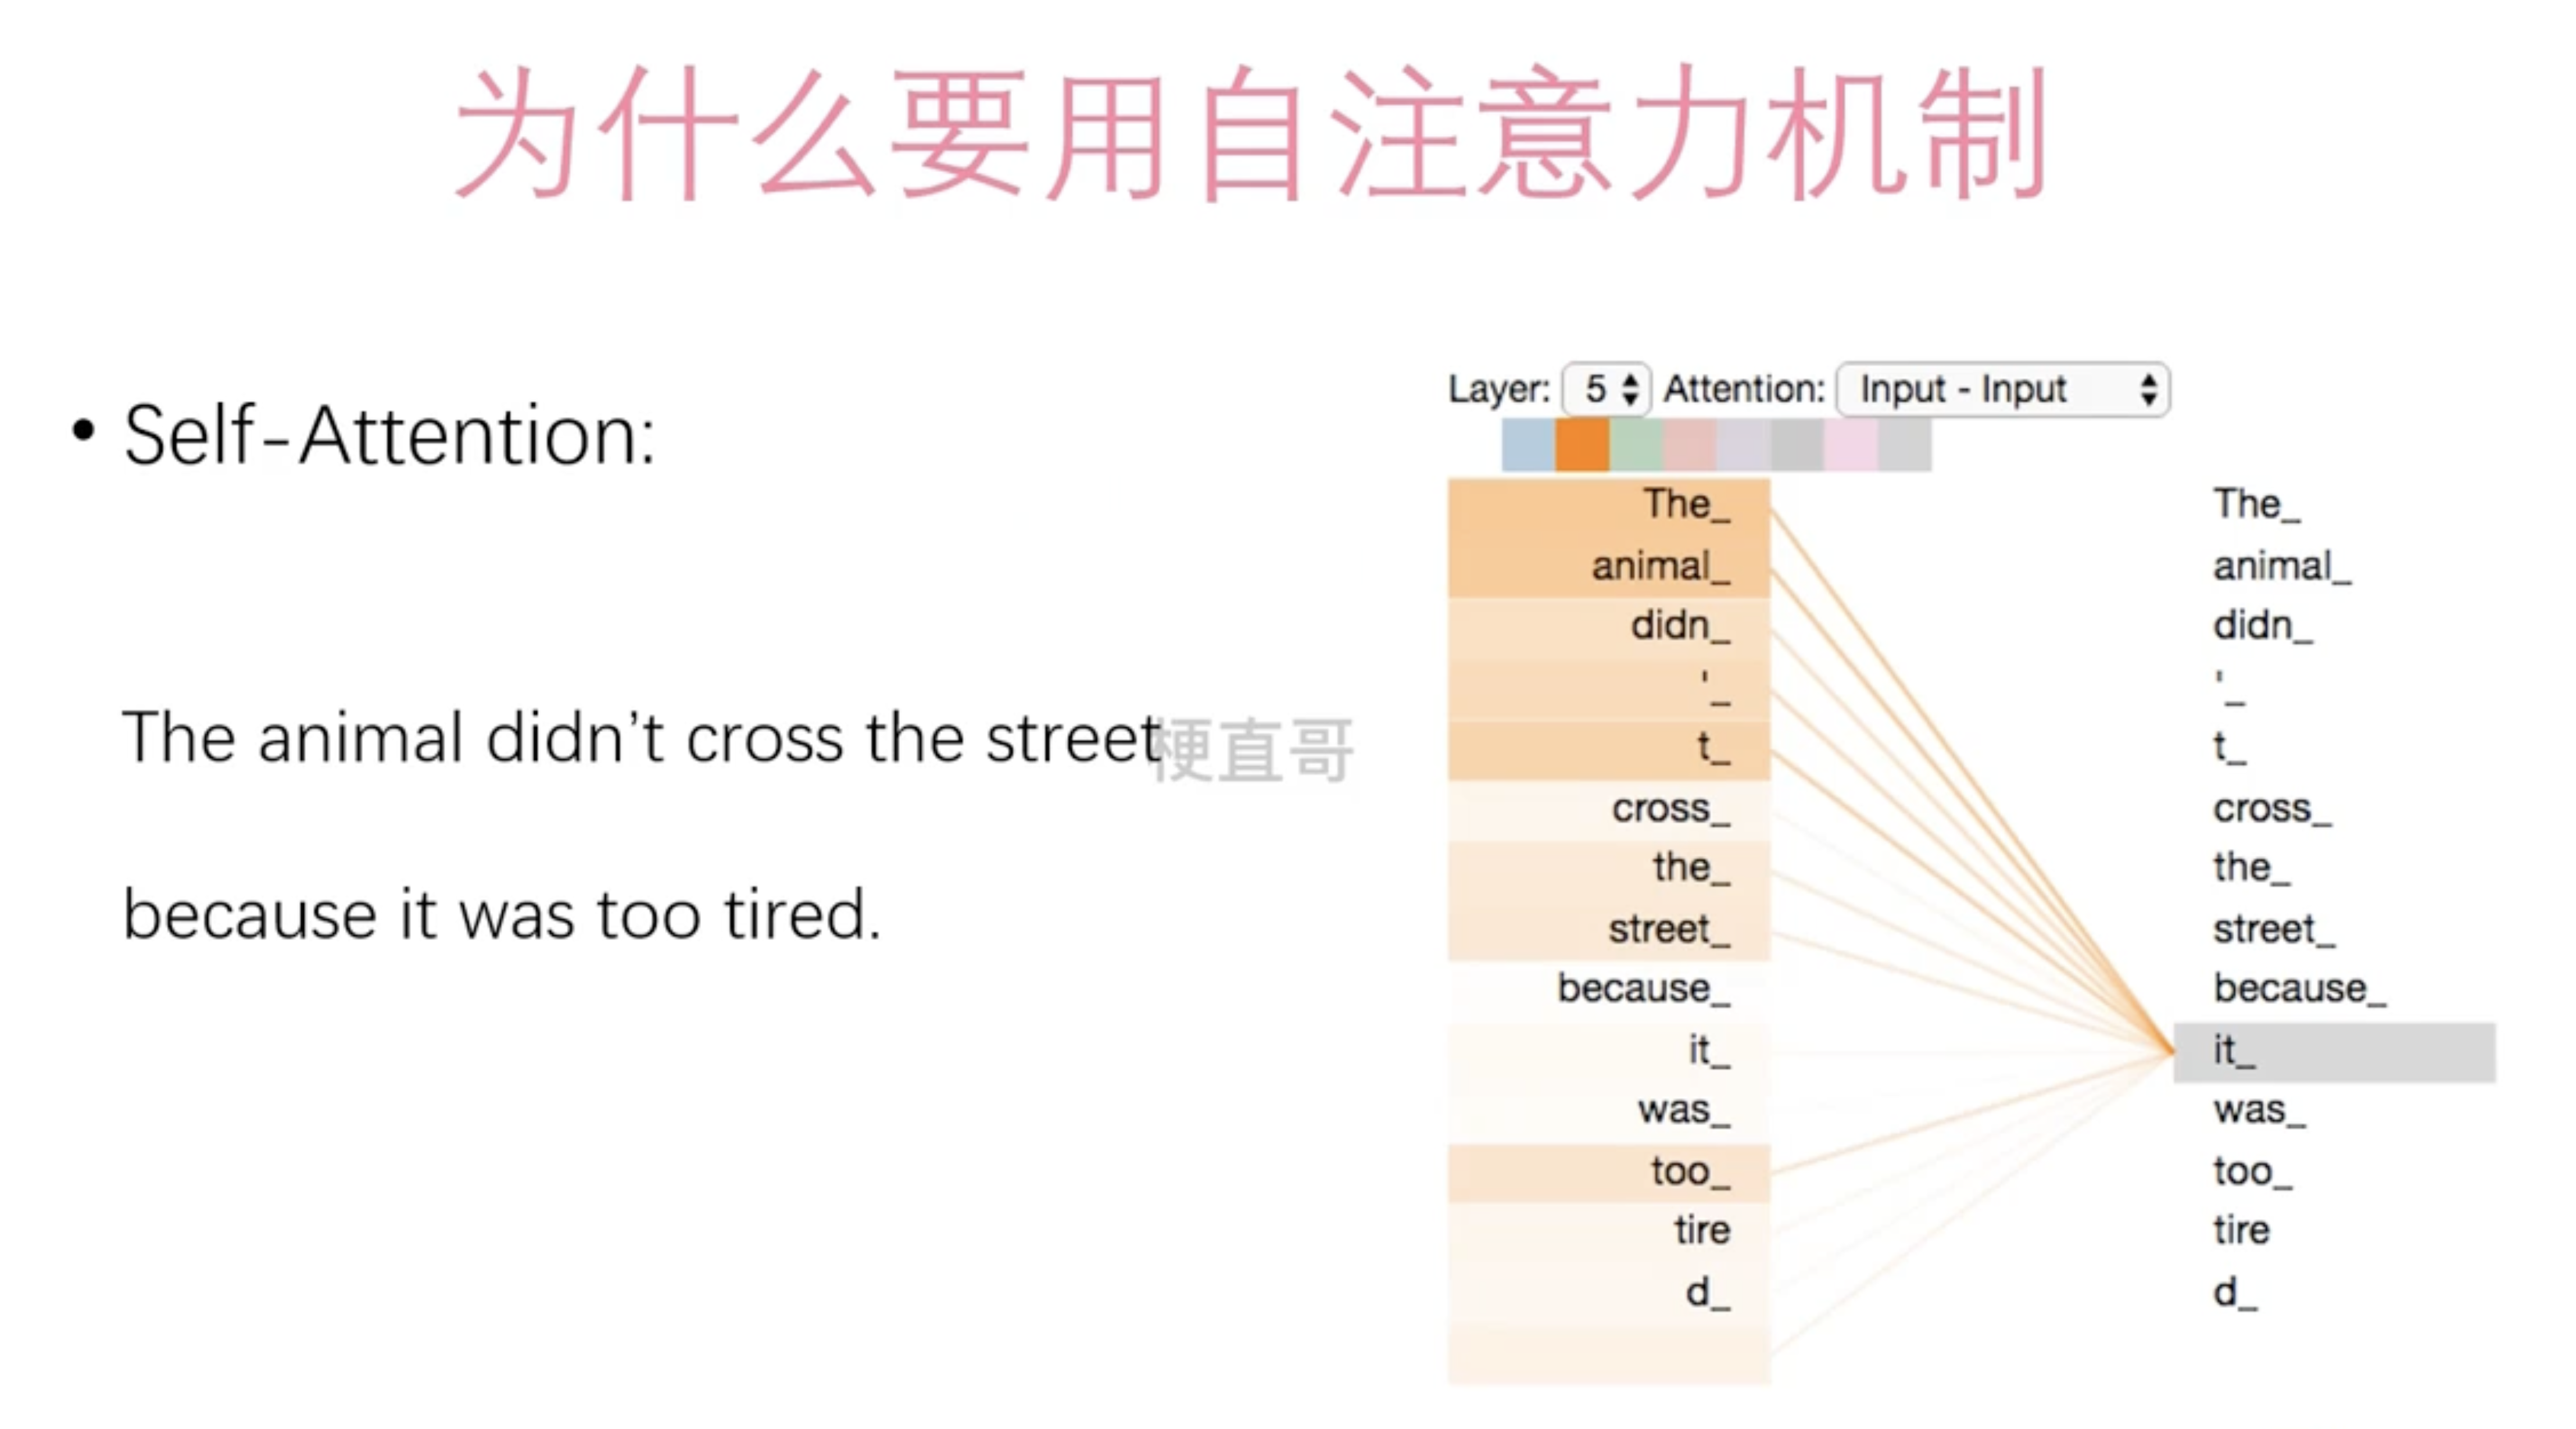 为什么要用自注意力机制
• Self-Attention:
The animal didn’t cross the street
because it was too tired.
梗直哥
Layer: 5 Attention: Input - Input
The_ The_
animal_ animal_
didn_ didn_
'_ '_
t_ t_
cross_ cross_
the_ the_
street_ street_
because_ because_
it_ it_
was_ was_
too_ too_
tire tire
d_ d_